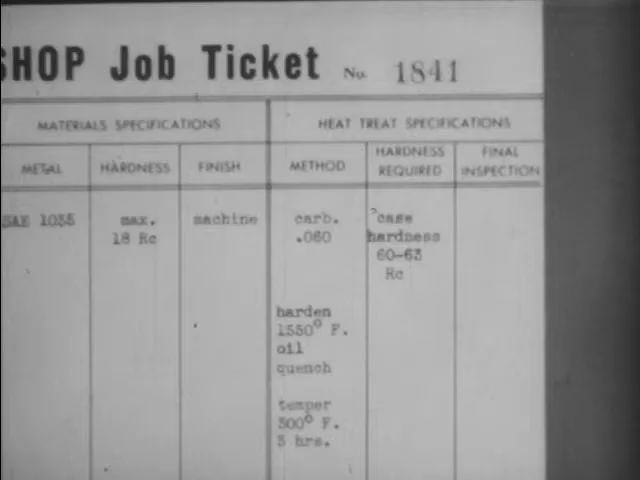 SHOP Job Ticket No. 1841
MATERIALS SPECIFICATIONS HEAT TREAT SPECIFICATIONS
METAL HARDNESS FINISH METHOD HARDNESS REQUIRED FINAL INSPECTION
SAE 1035 max. machine carb. case
18 Rc .060 hardness
60-63
Rc
harden
1550° F.
oil
quench
temper
300° F.
3 hrs.